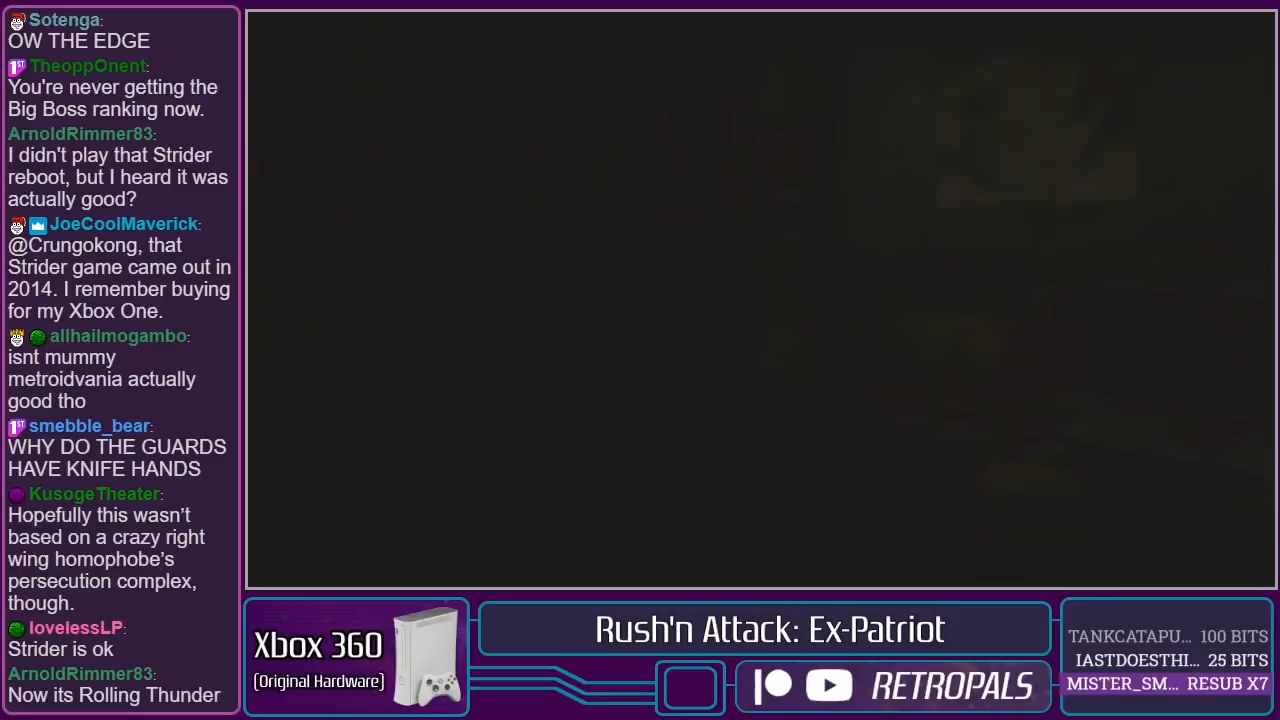 Sotenga:
OW THE EDGE
TheoppOnent:
You're never getting the
Big Boss ranking now.
ArnoldRimmer83:
I didn't play that Strider
reboot, but I heard it was
actually good?
JoeCoolMaverick:
@Crungokong, that
Strider game came out in
2014. I remember buying
for my Xbox One.
allhailmogambo:
isnt mummy
metroidvania actually
good tho
1ST smebble_bear:
WHY DO THE GUARDS
HAVE KNIFE HANDS
KusogeTheater:
Hopefully this wasn't
based on a crazy right
wing homophobe's
persecution complex,
though.
lovelessLP:
Strider is ok
ArnoldRimmer83:
Now its Rolling Thunder
Xbox 360
(Original Hardware)
Rush'n Attack: Ex-Patriot
RETROPALS
TANKCATAPU... 100 BITS
IASTDOESTHI... 25 BITS
MISTER_SM... RESUB X7